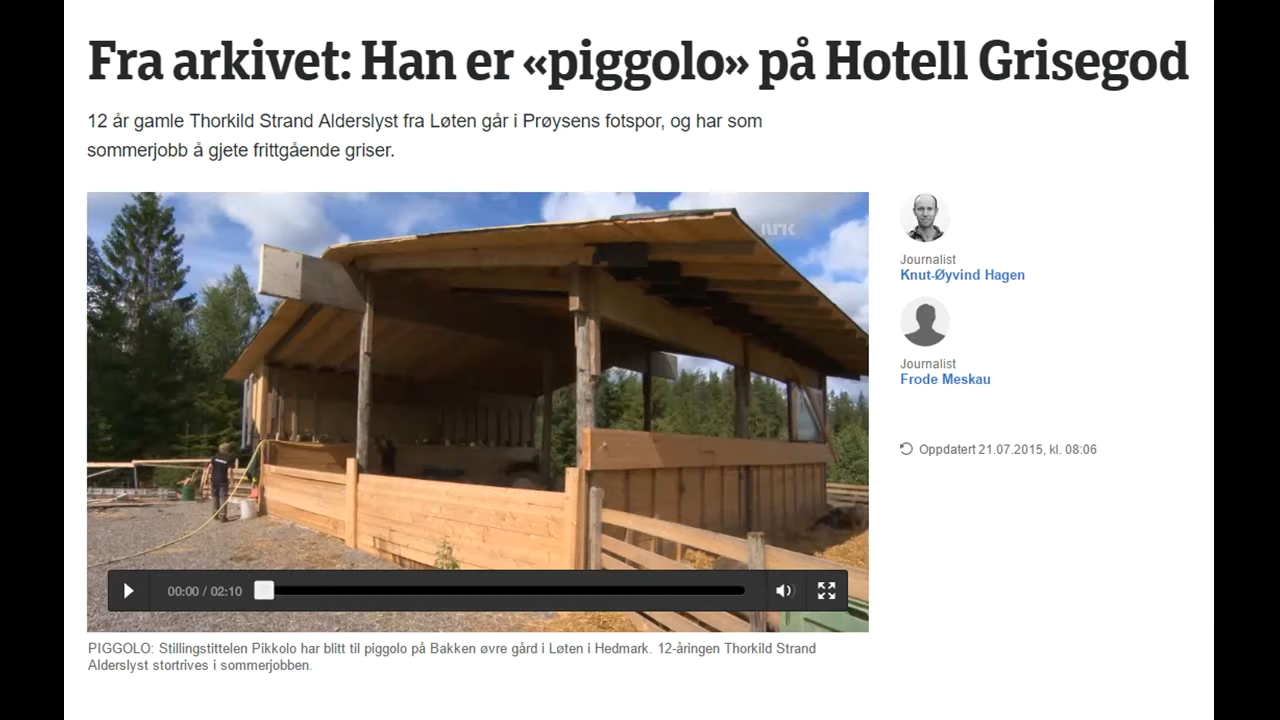 Fra arkivet: Han er «piggolo» på Hotell Grisegod
12 år gamle Thorkild Strand Alderslyst fra Løten går i Prøysens fotspor, og har som
sommerjobb å gjete frittgående griser.
nrk
Journalist
Knut-Øyvind Hagen
Journalist
Frode Meskau
Oppdatert 21.07.2015, kl. 08:06
00:00 / 02:10
PIGGOLO: Stillingstittelen Pikkolo har blitt til piggolo på Bakken øvre gård i Løten i Hedmark. 12-åringen Thorkild Strand
Alderslyst stortrives i sommerjobben.